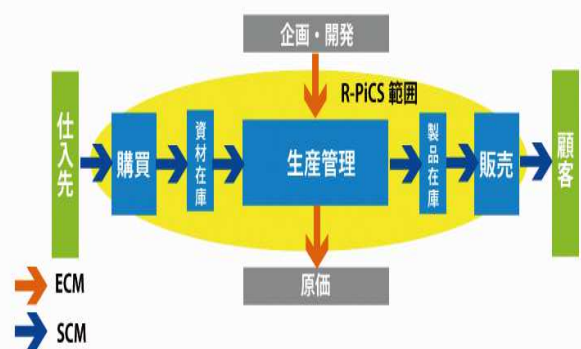 企画・開発
R-PiCS 範囲
仕入先
購買
資材在庫
生産管理
製品在庫
販売
顧客
原価
ECM
SCM